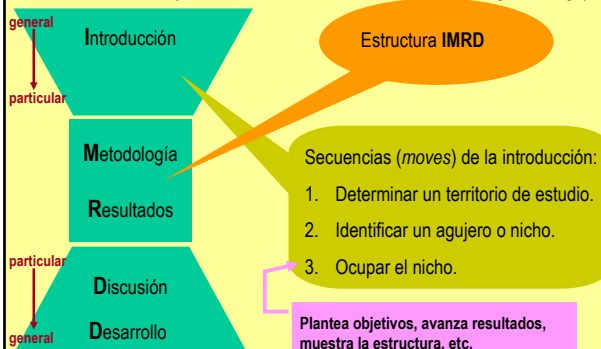 general
Introducción
Estructura IMRD
particular
Metodología
Resultados
Secuencias (moves) de la introducción:
1. Determinar un territorio de estudio.
2. Identificar un agujero o nicho.
3. Ocupar el nicho.
particular
Discusión
Desarrollo
general
Plantea objetivos, avanza resultados,
muestra la estructura, etc.